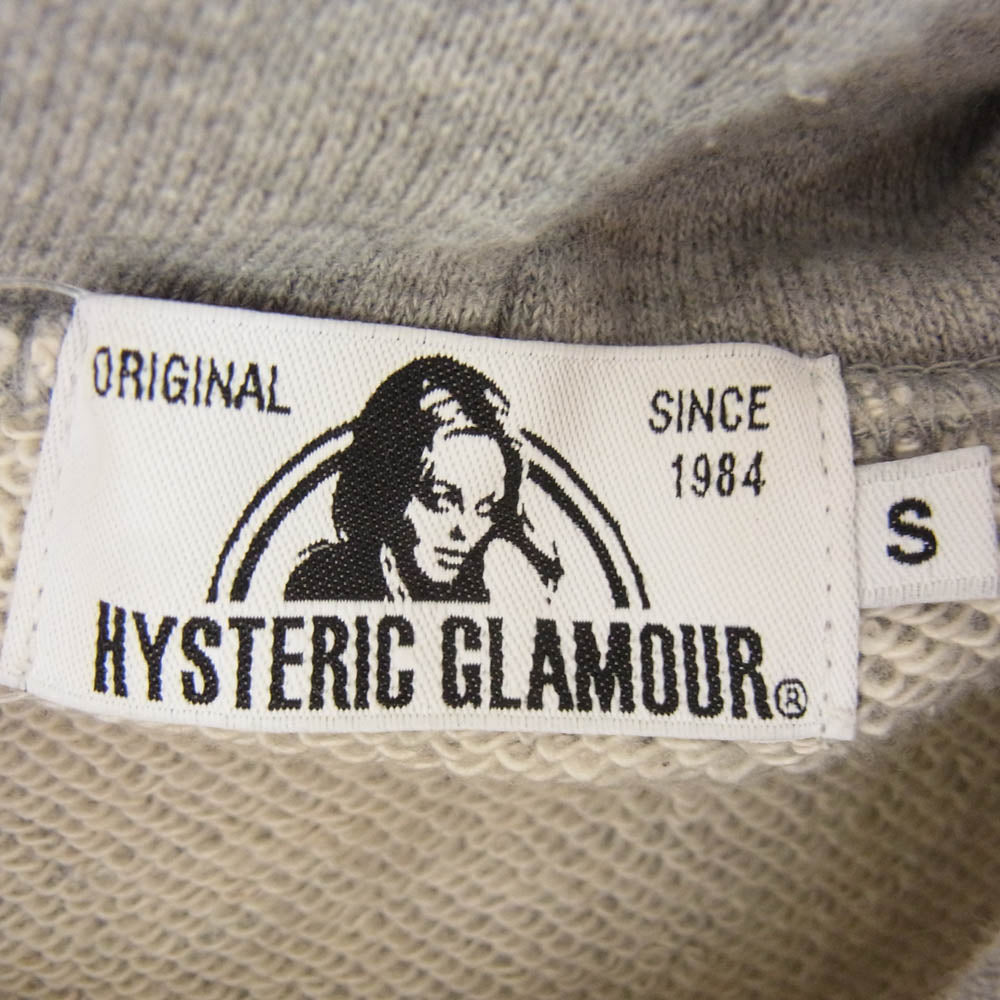 ORIGINAL
SINCE
1984
HYSTERIC GLAMOUR®
S